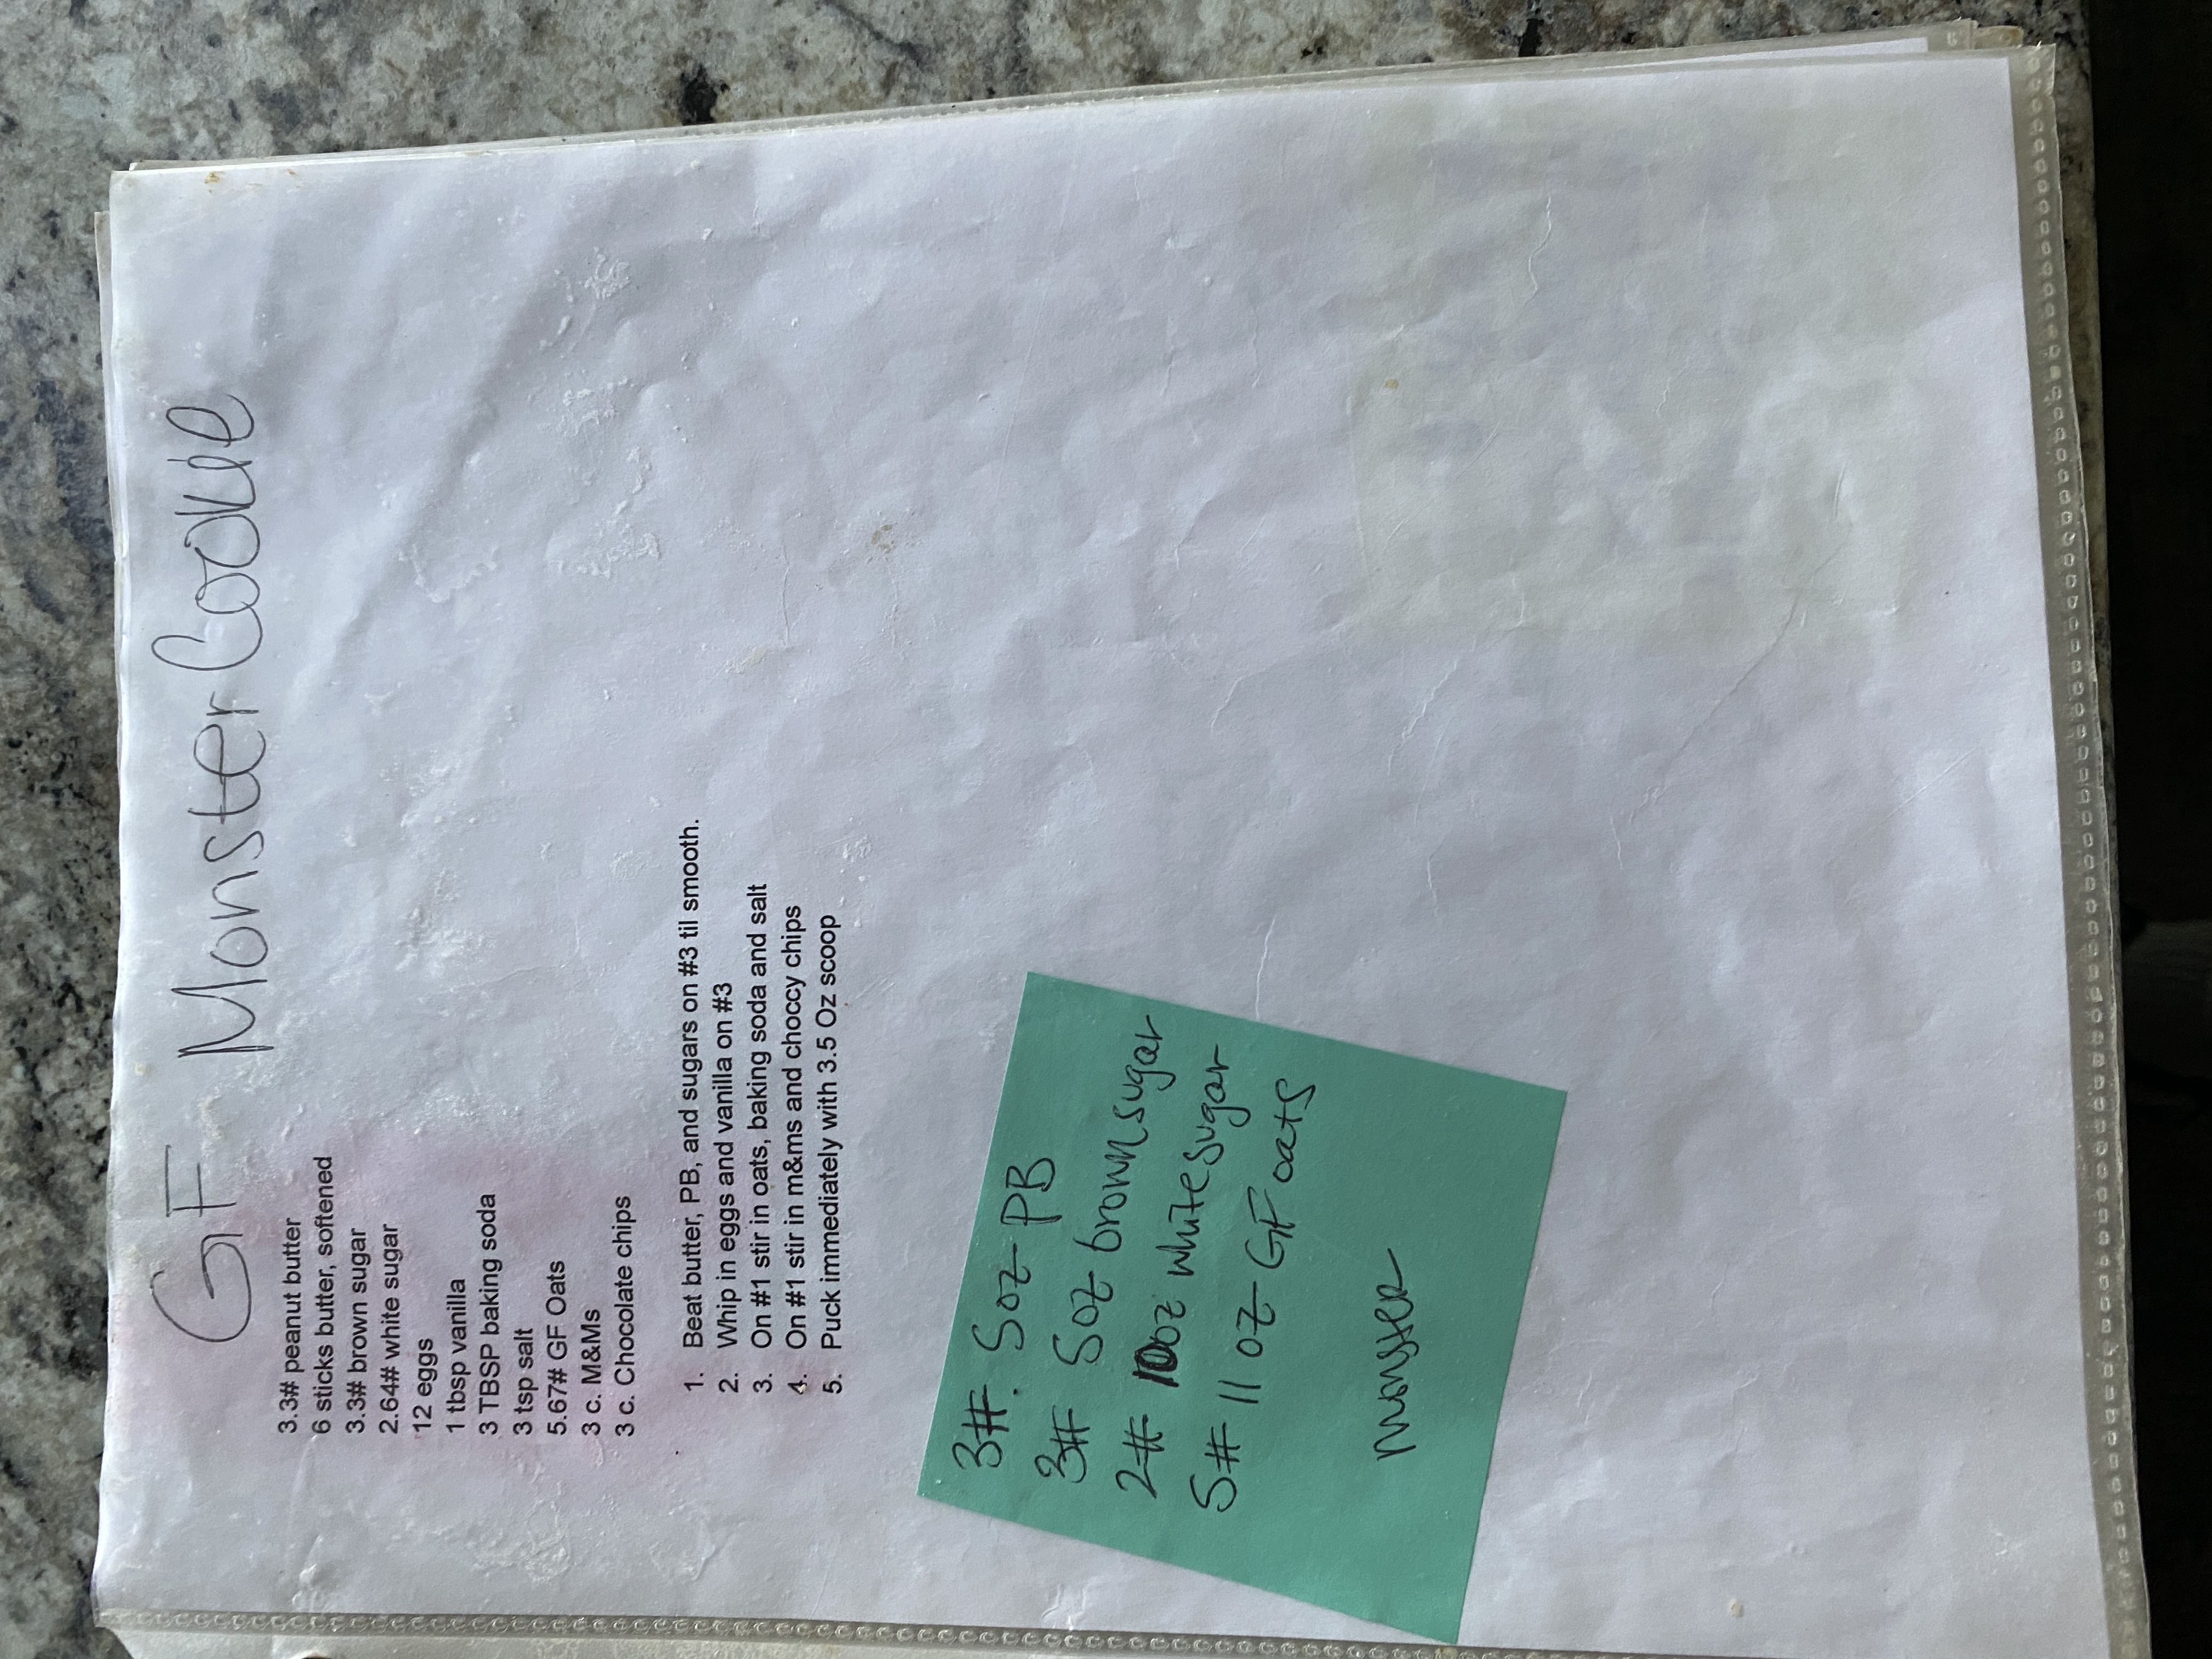 GF Monster Cookie
3.3# peanut butter
6 sticks butter, softened
3.3# brown sugar
2.64# white sugar
12 eggs
1 tbsp vanilla
3 TBSP baking soda
3 tsp salt
5.67# GF Oats
3 c. M&Ms
3 c. Chocolate chips
1. Beat butter, PB, and sugars on #3 til smooth.
2. Whip in eggs and vanilla on #3
3. On #1 stir in oats, baking soda and salt
4. On #1 stir in m&ms and choccy chips
5. Puck immediately with 3.5 Oz scoop
3#. 5oz PB
3# 5oz brown sugar
2# 10oz white sugar
5# 11 oz GF oats
monster